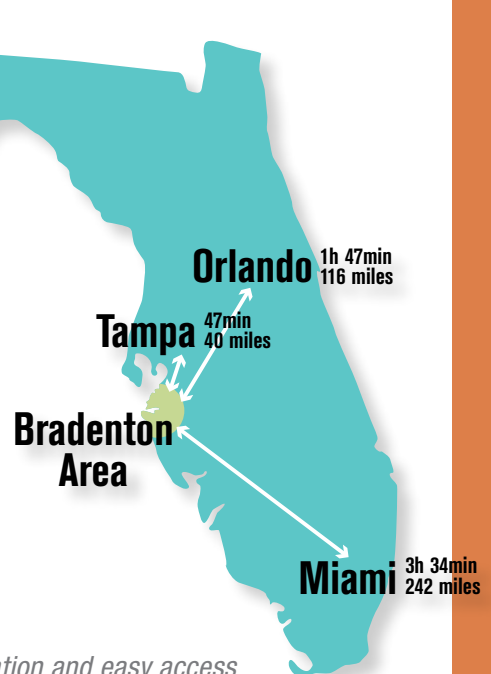 Orlando 1h 47min
116 miles
Tampa 47min
40 miles
Bradenton
Area
Miami 3h 34min
242 miles
and easy access